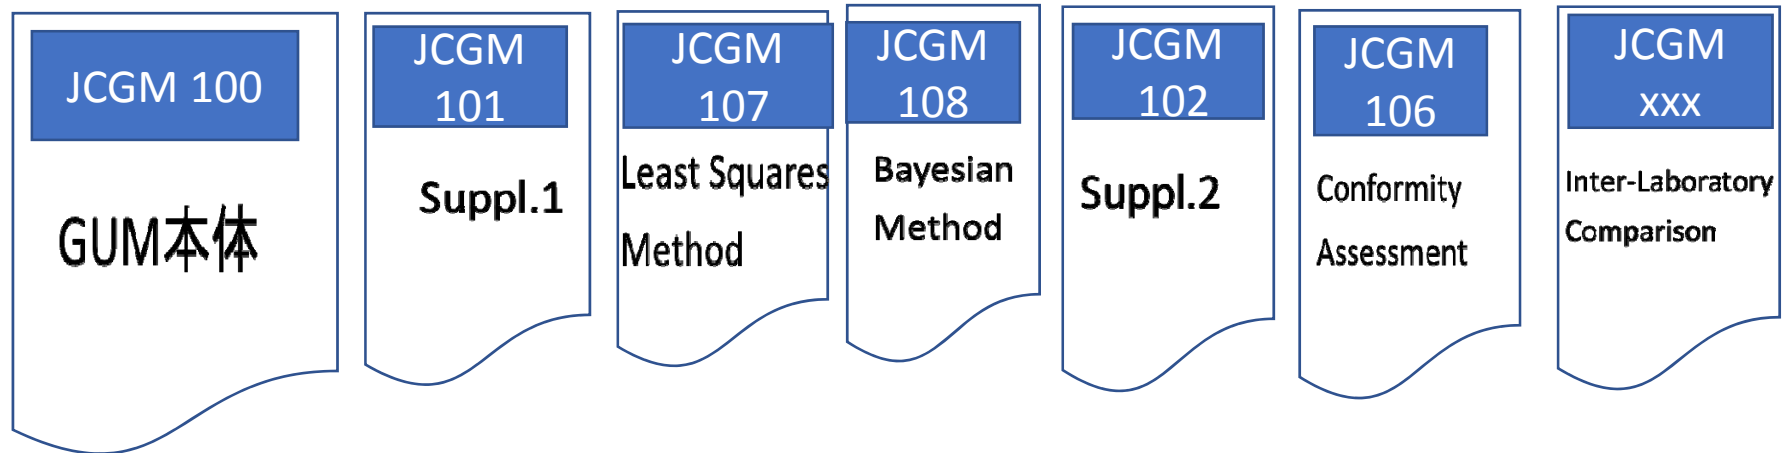 JCGM 100
GUM本体
JCGM
101
Suppl.1
JCGM
107
Least Squares
Method
JCGM
108
Bayesian
Method
JCGM
102
Suppl.2
JCGM
106
Conformity
Assessment
JCGM
xxx
Inter-Laboratory
Comparison